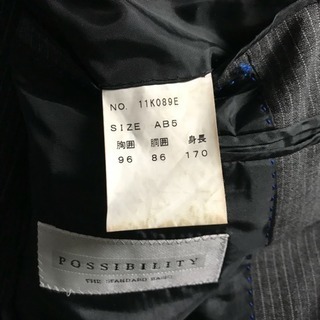 NO. 11K089E
SIZE AB5
胸囲 胴囲 身長
96 86 170
POSSIBILITY
THE STANDARD BASIC